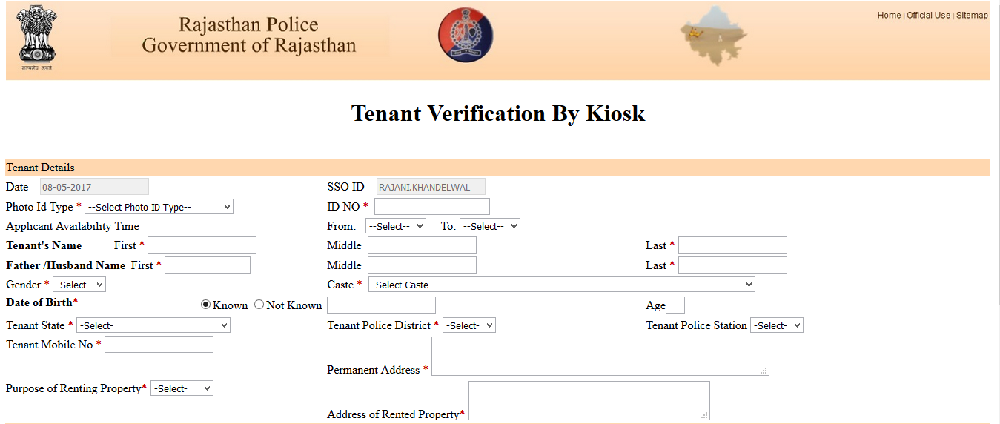 Rajasthan Police
Government of Rajasthan
सत्यमेव जयते
Home | Official Use | Sitemap
Tenant Verification By Kiosk
Tenant Details
Date 08-05-2017 SSO ID RAJANI.KHANDELWAL
Photo Id Type * --Select Photo ID Type-- ID NO *
Applicant Availability Time From: --Select-- To: --Select--
Tenant's Name First * Middle Last *
Father /Husband Name First * Middle Last *
Gender * -Select- Caste * -Select Caste-
Date of Birth* Known Not Known Age
Tenant State * -Select- Tenant Police District * -Select- Tenant Police Station -Select-
Tenant Mobile No *
Permanent Address *
Purpose of Renting Property* -Select-
Address of Rented Property*